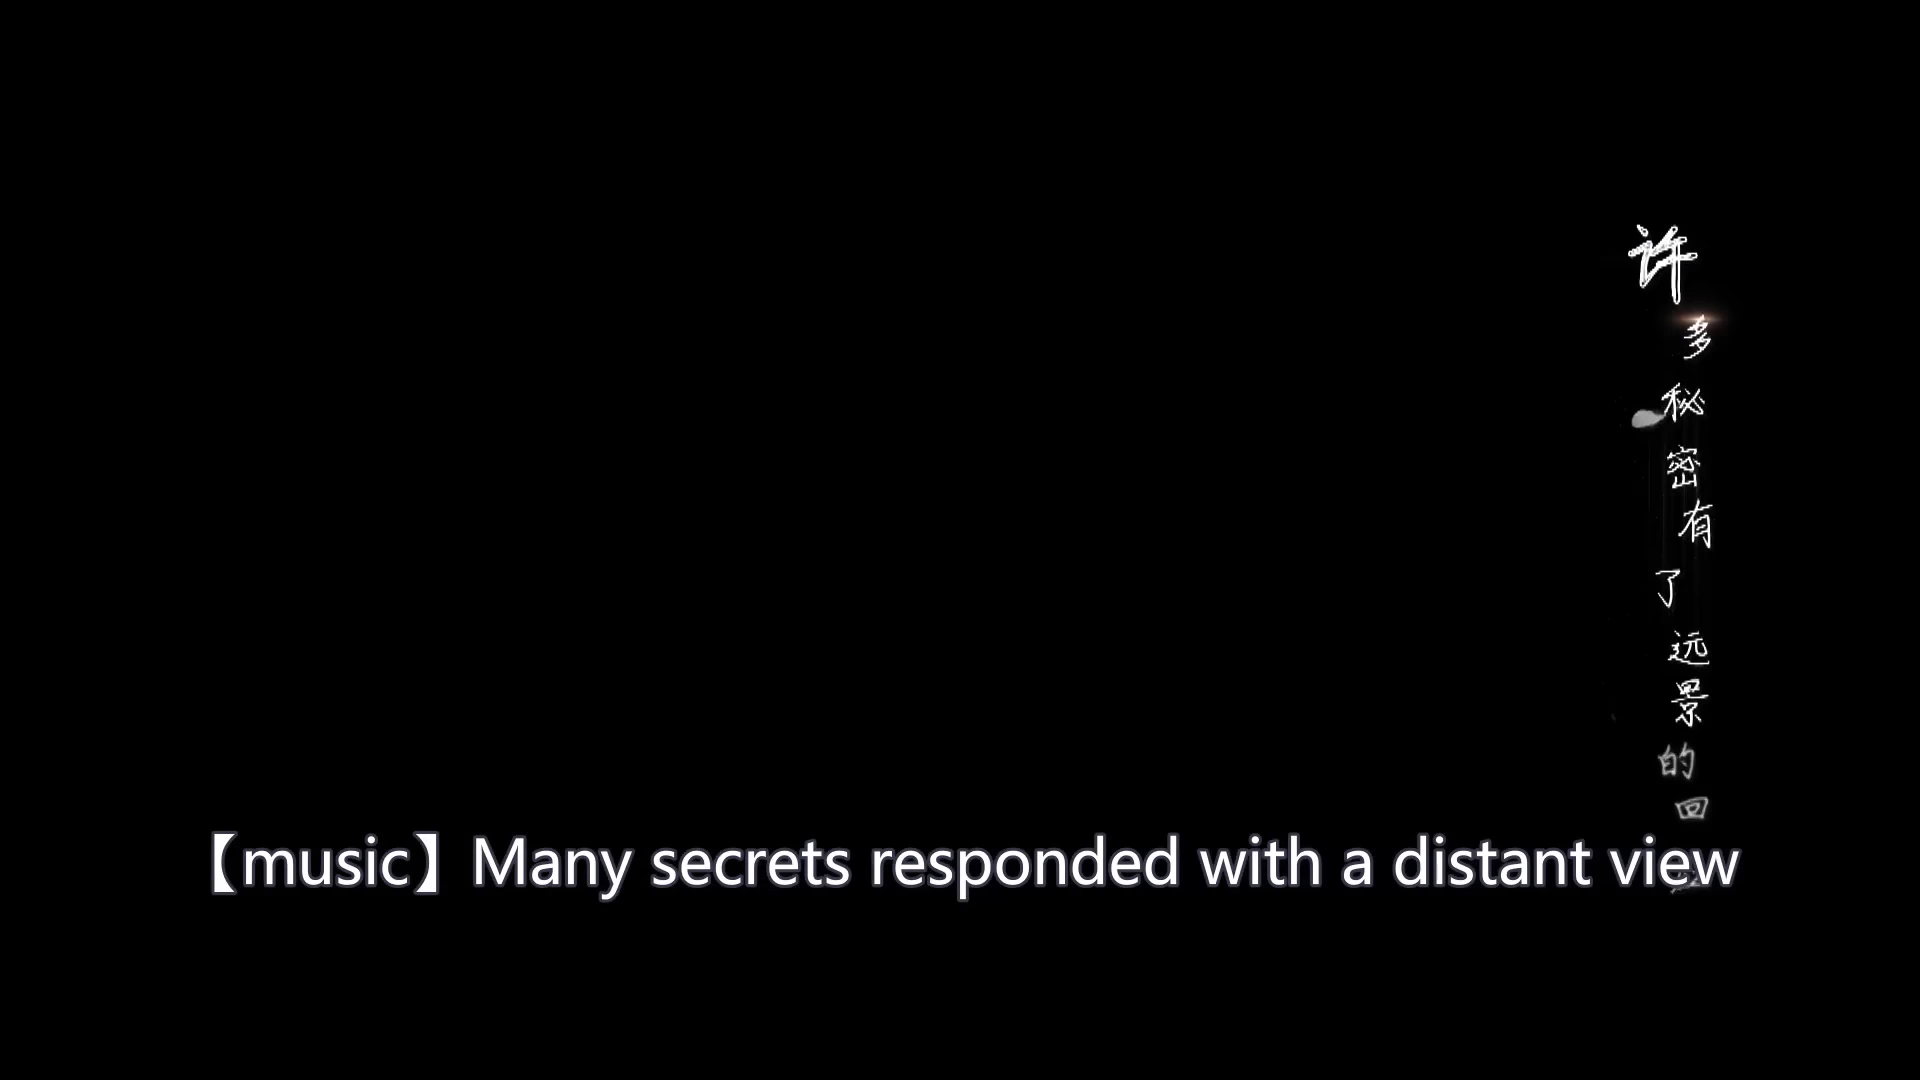 许多秘密有了远景的回
【music】Many secrets responded with a distant view